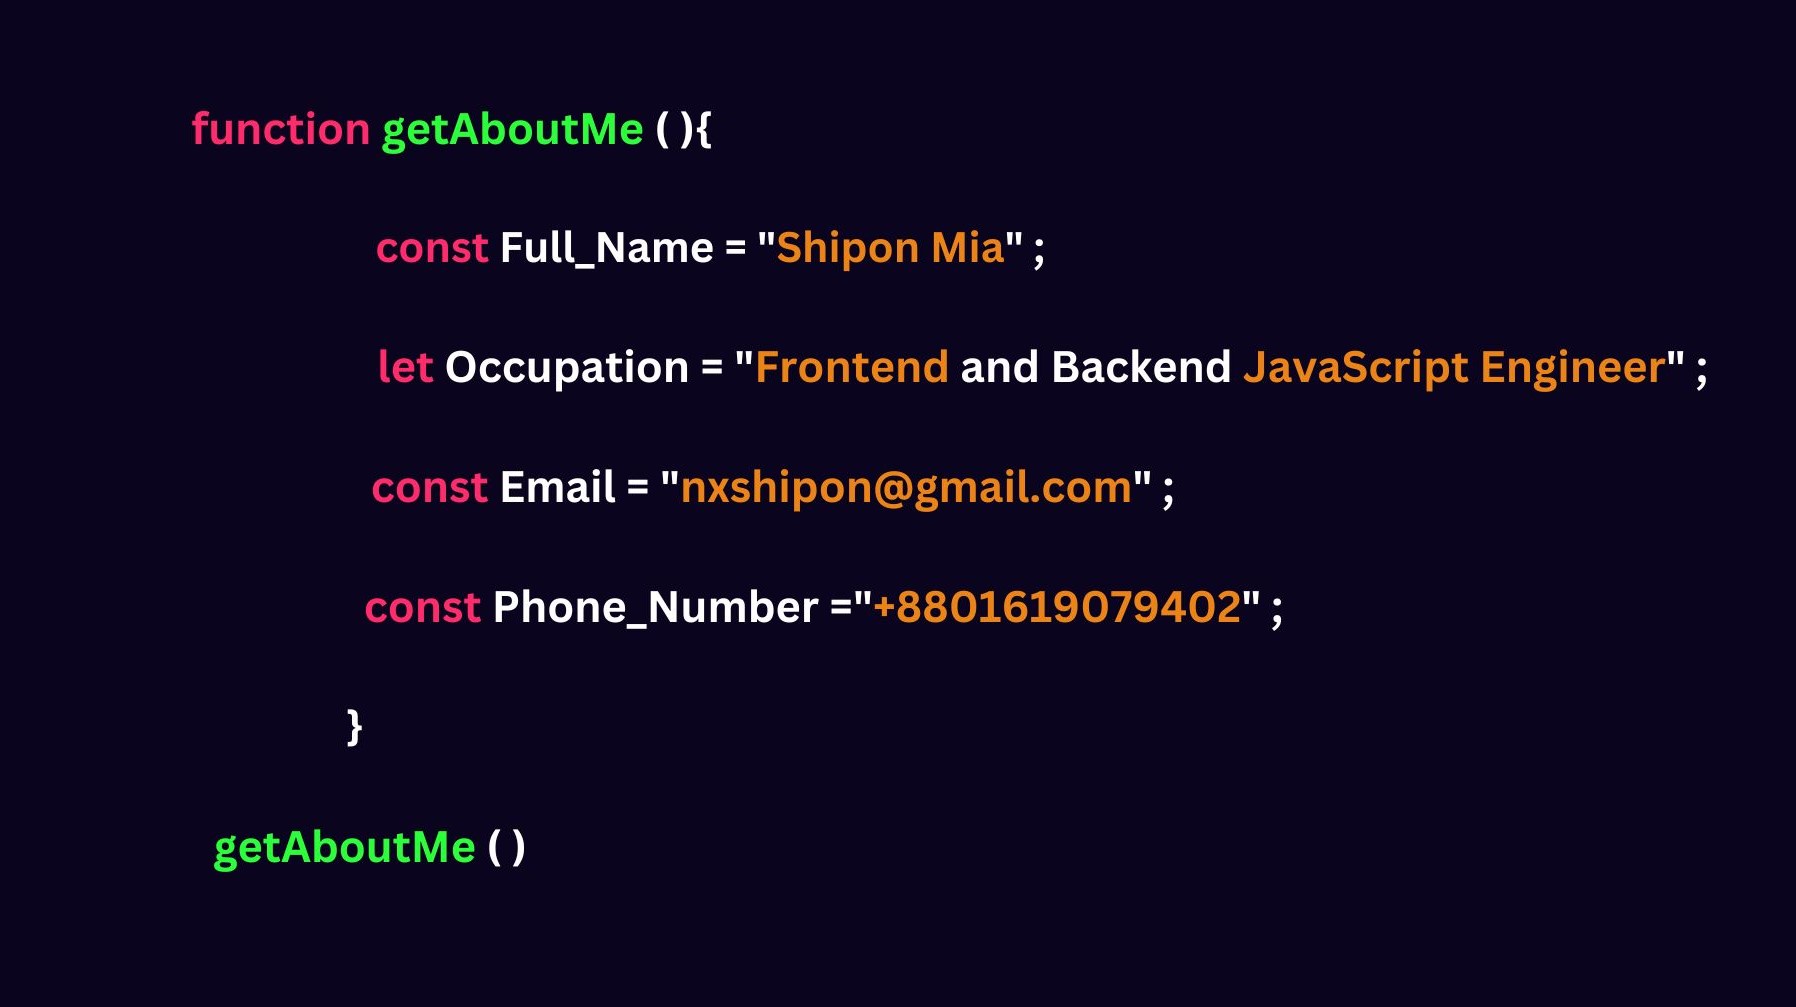 function getAboutMe ( ){
const Full_Name = "Shipon Mia" ;
let Occupation = "Frontend and Backend JavaScript Engineer" ;
const Email = "nxshipon@gmail.com" ;
const Phone_Number ="+8801619079402" ;
}
getAboutMe ( )